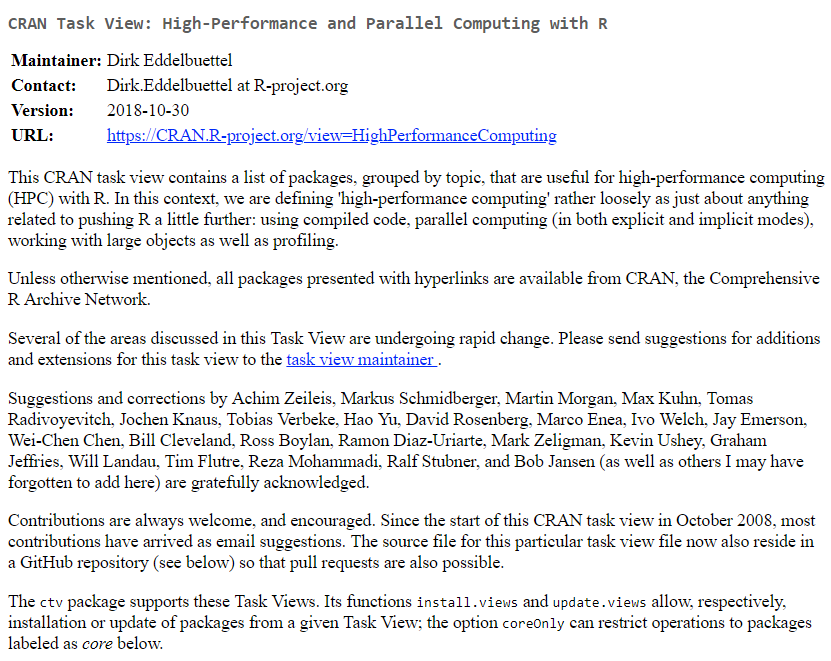 CRAN Task View: High-Performance and Parallel Computing with R
Maintainer: Dirk Eddelbuettel
Contact: Dirk.Eddelbuettel at R-project.org
Version: 2018-10-30
URL: https://CRAN.R-project.org/view=HighPerformanceComputing
This CRAN task view contains a list of packages, grouped by topic, that are useful for high-performance computing
(HPC) with R. In this context, we are defining 'high-performance computing' rather loosely as just about anything
related to pushing R a little further: using compiled code, parallel computing (in both explicit and implicit modes),
working with large objects as well as profiling.
Unless otherwise mentioned, all packages presented with hyperlinks are available from CRAN, the Comprehensive
R Archive Network.
Several of the areas discussed in this Task View are undergoing rapid change. Please send suggestions for additions
and extensions for this task view to the task view maintainer .
Suggestions and corrections by Achim Zeileis, Markus Schmidberger, Martin Morgan, Max Kuhn, Tomas
Radivoyevitch, Jochen Knaus, Tobias Verbeke, Hao Yu, David Rosenberg, Marco Enea, Ivo Welch, Jay Emerson,
Wei-Chen Chen, Bill Cleveland, Ross Boylan, Ramon Diaz-Uriarte, Mark Zeligman, Kevin Ushey, Graham
Jeffries, Will Landau, Tim Flutre, Reza Mohammadi, Ralf Stubner, and Bob Jansen (as well as others I may have
forgotten to add here) are gratefully acknowledged.
Contributions are always welcome, and encouraged. Since the start of this CRAN task view in October 2008, most
contributions have arrived as email suggestions. The source file for this particular task view file now also reside in
a GitHub repository (see below) so that pull requests are also possible.
The ctv package supports these Task Views. Its functions install.views and update.views allow, respectively,
installation or update of packages from a given Task View; the option coreOnly can restrict operations to packages
labeled as core below.